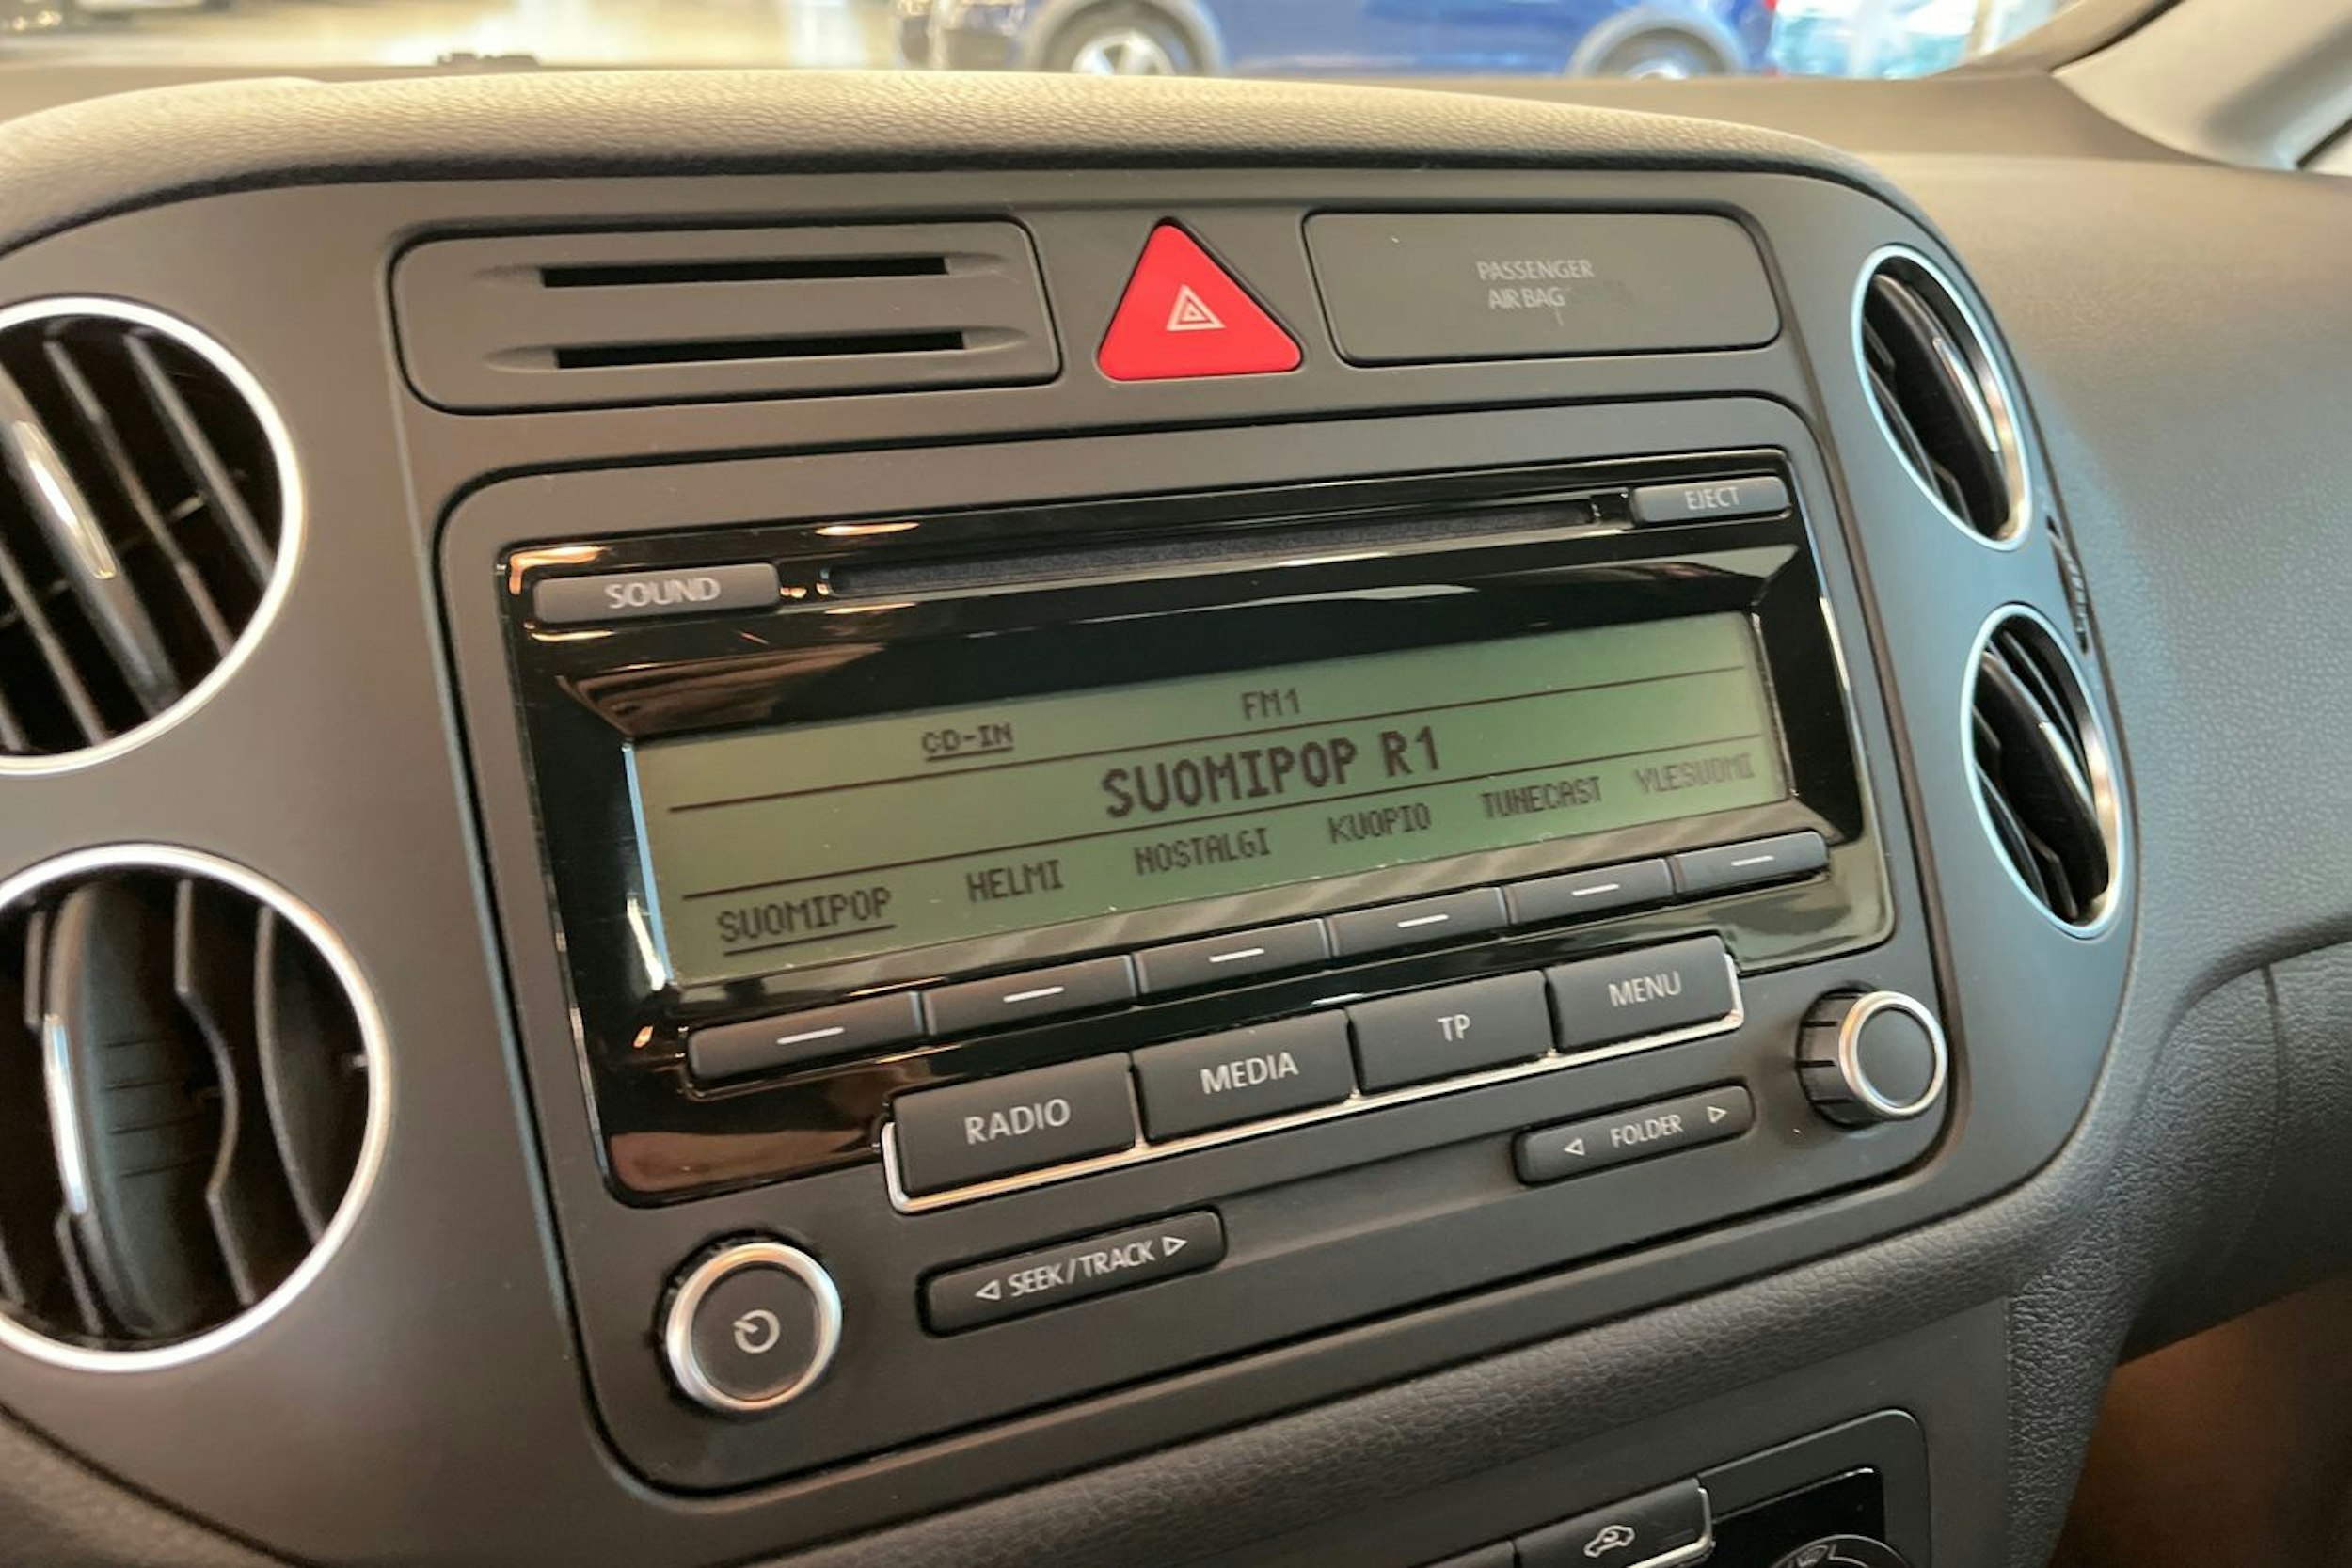 PASSENGER
AIR BAG
EJECT
SOUND
FM1
CD-IN
SUOMIPOP R1
SUOMIPOP HELMI NOSTALGI KUOPIO TUNECAST YLESUOMI
RADIO MEDIA TP MENU
FOLDER
SEEK/TRACK